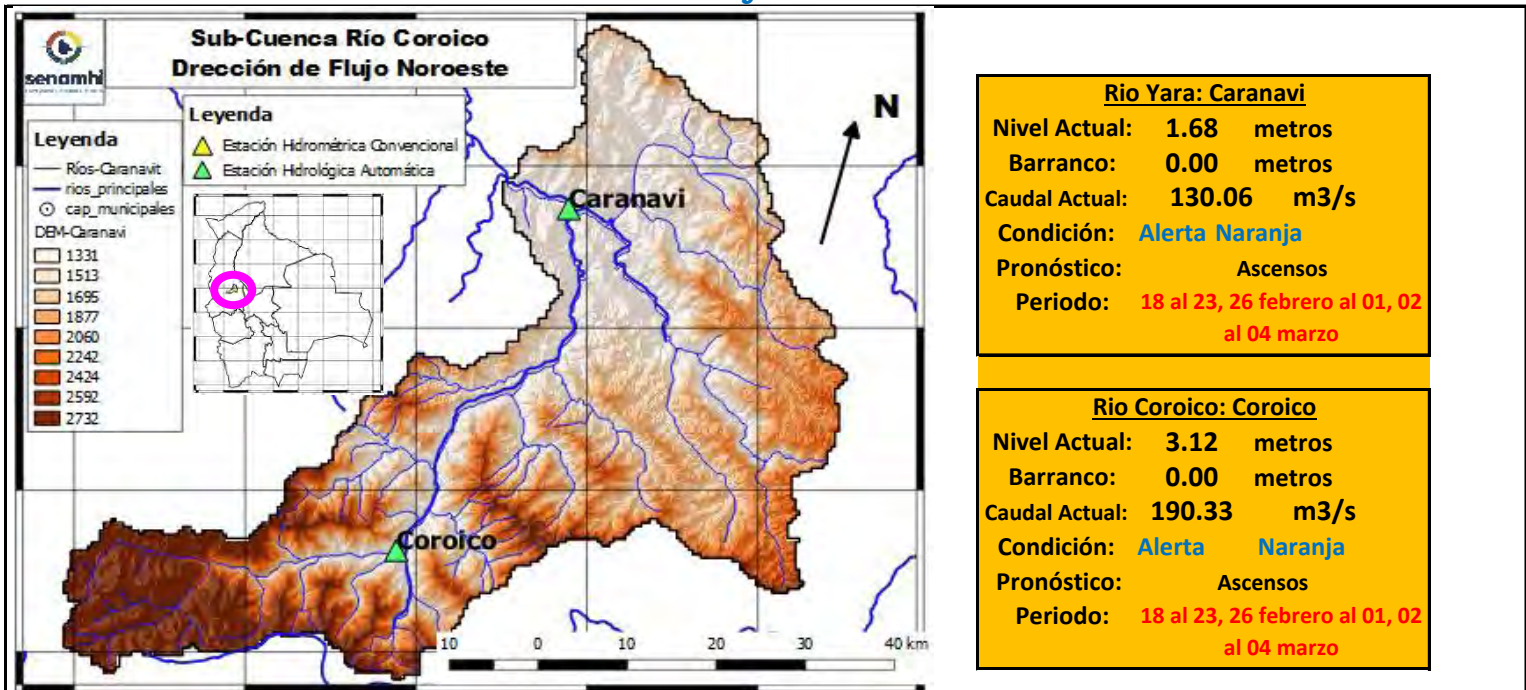 Sub-Cuenca Río Coroico
Drección de Flujo Noroeste
senamhi
Leyenda
Estación Hidrométrica Convencional
Estación Hidrológica Automática
Leyenda
Ríos-Caranavit
rios_principales
cap_municipales
DEM-Caranavi
1331
1513
1695
1877
2060
2242
2424
2592
2732
N
Caranavi
Coroico
10 0 10 20 30 40 km
Rio Yara: Caranavi
Nivel Actual: 1.68 metros
Barranco: 0.00 metros
Caudal Actual: 130.06 m3/s
Condición: Alerta Naranja
Pronóstico: Ascensos
Periodo: 18 al 23, 26 febrero al 01, 02
al 04 marzo
Rio Coroico: Coroico
Nivel Actual: 3.12 metros
Barranco: 0.00 metros
Caudal Actual: 190.33 m3/s
Condición: Alerta Naranja
Pronóstico: Ascensos
Periodo: 18 al 23, 26 febrero al 01, 02
al 04 marzo